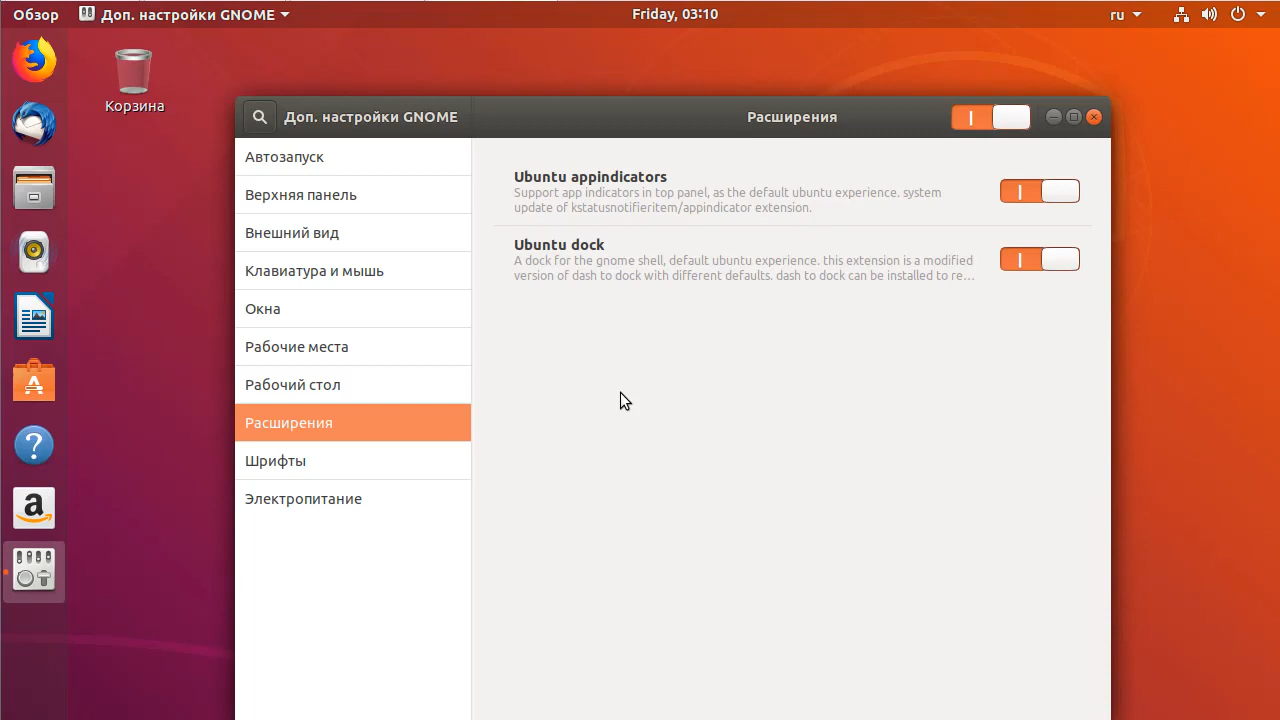 Обзор
Доп. настройки GNOME
Friday, 03:10
ru
Корзина
Доп. настройки GNOME
Расширения
Автозапуск
Верхняя панель
Внешний вид
Клавиатура и мышь
Окна
Рабочие места
Рабочий стол
Расширения
Шрифты
Электропитание
Ubuntu appindicators
Support app indicators in top panel, as the default ubuntu experience. system
update of kstatusnotifieritem/appindicator extension.
Ubuntu dock
A dock for the gnome shell, default ubuntu experience. this extension is a modified
version of dash to dock with different defaults. dash to dock can be installed to re…